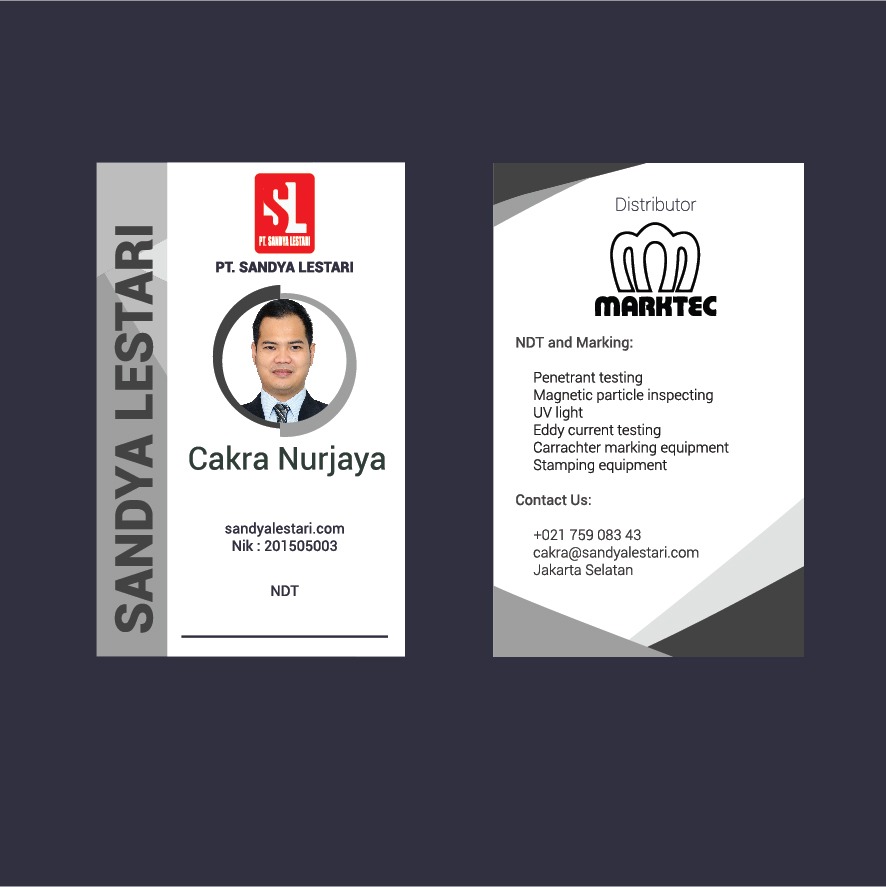 SANDYA LESTARI
SL
PT. SANDYA LESTARI
PT. SANDYA LESTARI
Cakra Nurjaya
sandyalestari.com
Nik : 201505003
NDT
Distributor
MARKTEC
NDT and Marking:
Penetrant testing
Magnetic particle inspecting
UV light
Eddy current testing
Carrachter marking equipment
Stamping equipment
Contact Us:
+021 759 083 43
cakra@sandyalestari.com
Jakarta Selatan